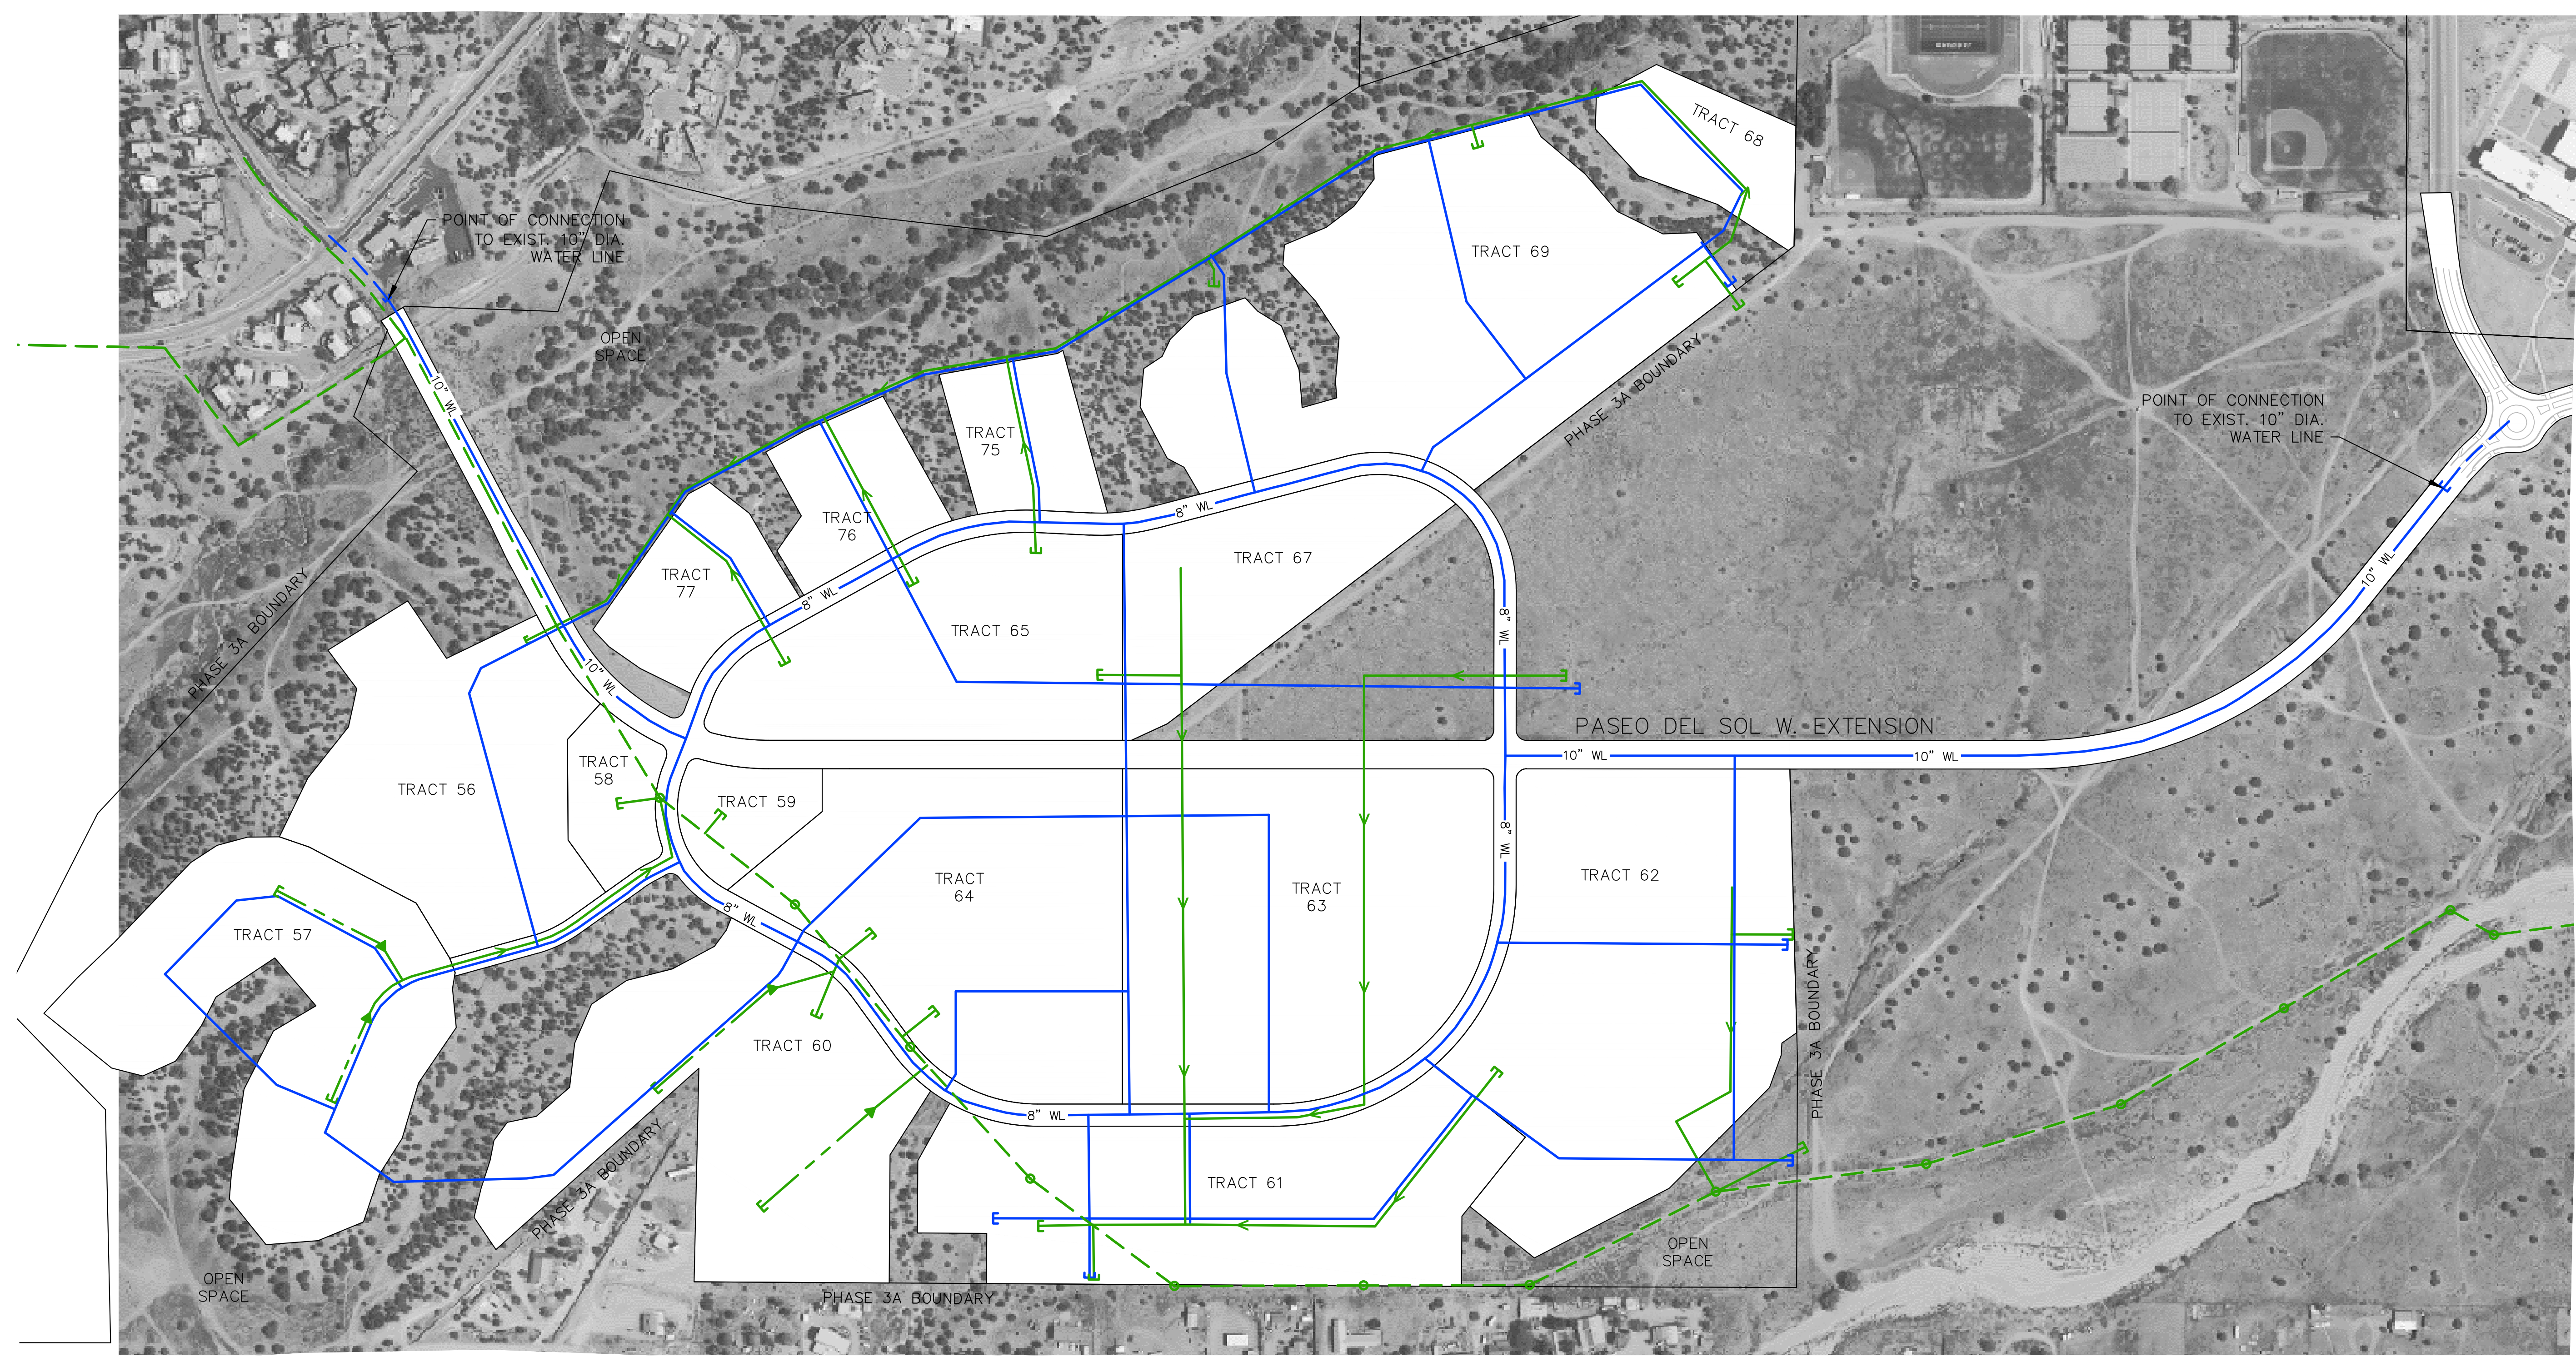 TRACT 68
POINT OF CONNECTION
TO EXIST. 10" DIA.
WATER LINE
TRACT 69
OPEN
SPACE
10" WL
PHASE 3A BOUNDARY
POINT OF CONNECTION
TO EXIST. 10" DIA.
WATER LINE
TRACT
75
TRACT
76
8" WL
TRACT 67
TRACT
77
8" WL
10" WL
PHASE 3A BOUNDARY
TRACT 65
8" WL
10" WL
PASEO DEL SOL W. EXTENSION
10" WL
10" WL
TRACT
58
TRACT 56
TRACT 59
8" WL
TRACT
64
TRACT
63
TRACT 62
8" WL
TRACT 57
TRACT 60
PHASE 3A BOUNDARY
8" WL
PHASE 3A BOUNDARY
TRACT 61
OPEN
SPACE
OPEN
SPACE
PHASE 3A BOUNDARY